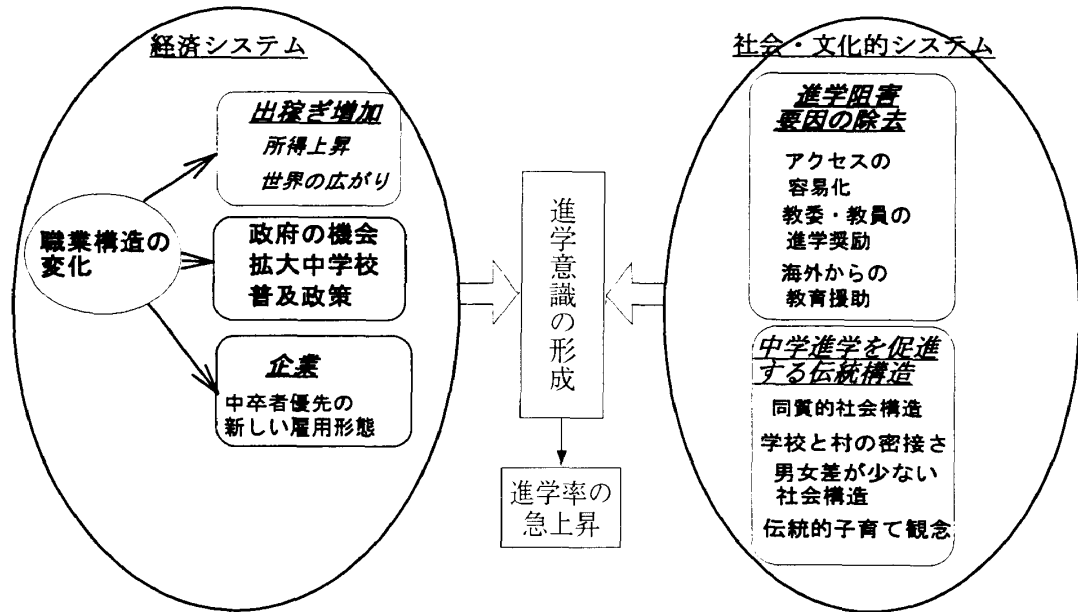 経済システム
出稼ぎ増加
所得上昇
世界の広がり
職業構造の
変化
政府の機会
拡大中学校
普及政策
企業
中卒者優先の
新しい雇用形態
進学意識の形成
進学率の
急上昇
社会・文化的システム
進学阻害
要因の除去
アクセスの
容易化
教委・教員の
進学奨励
海外からの
教育援助
中学進学を促進
する伝統構造
同質的社会構造
学校と村の密接さ
男女差が少ない
社会構造
伝統的子育て観念